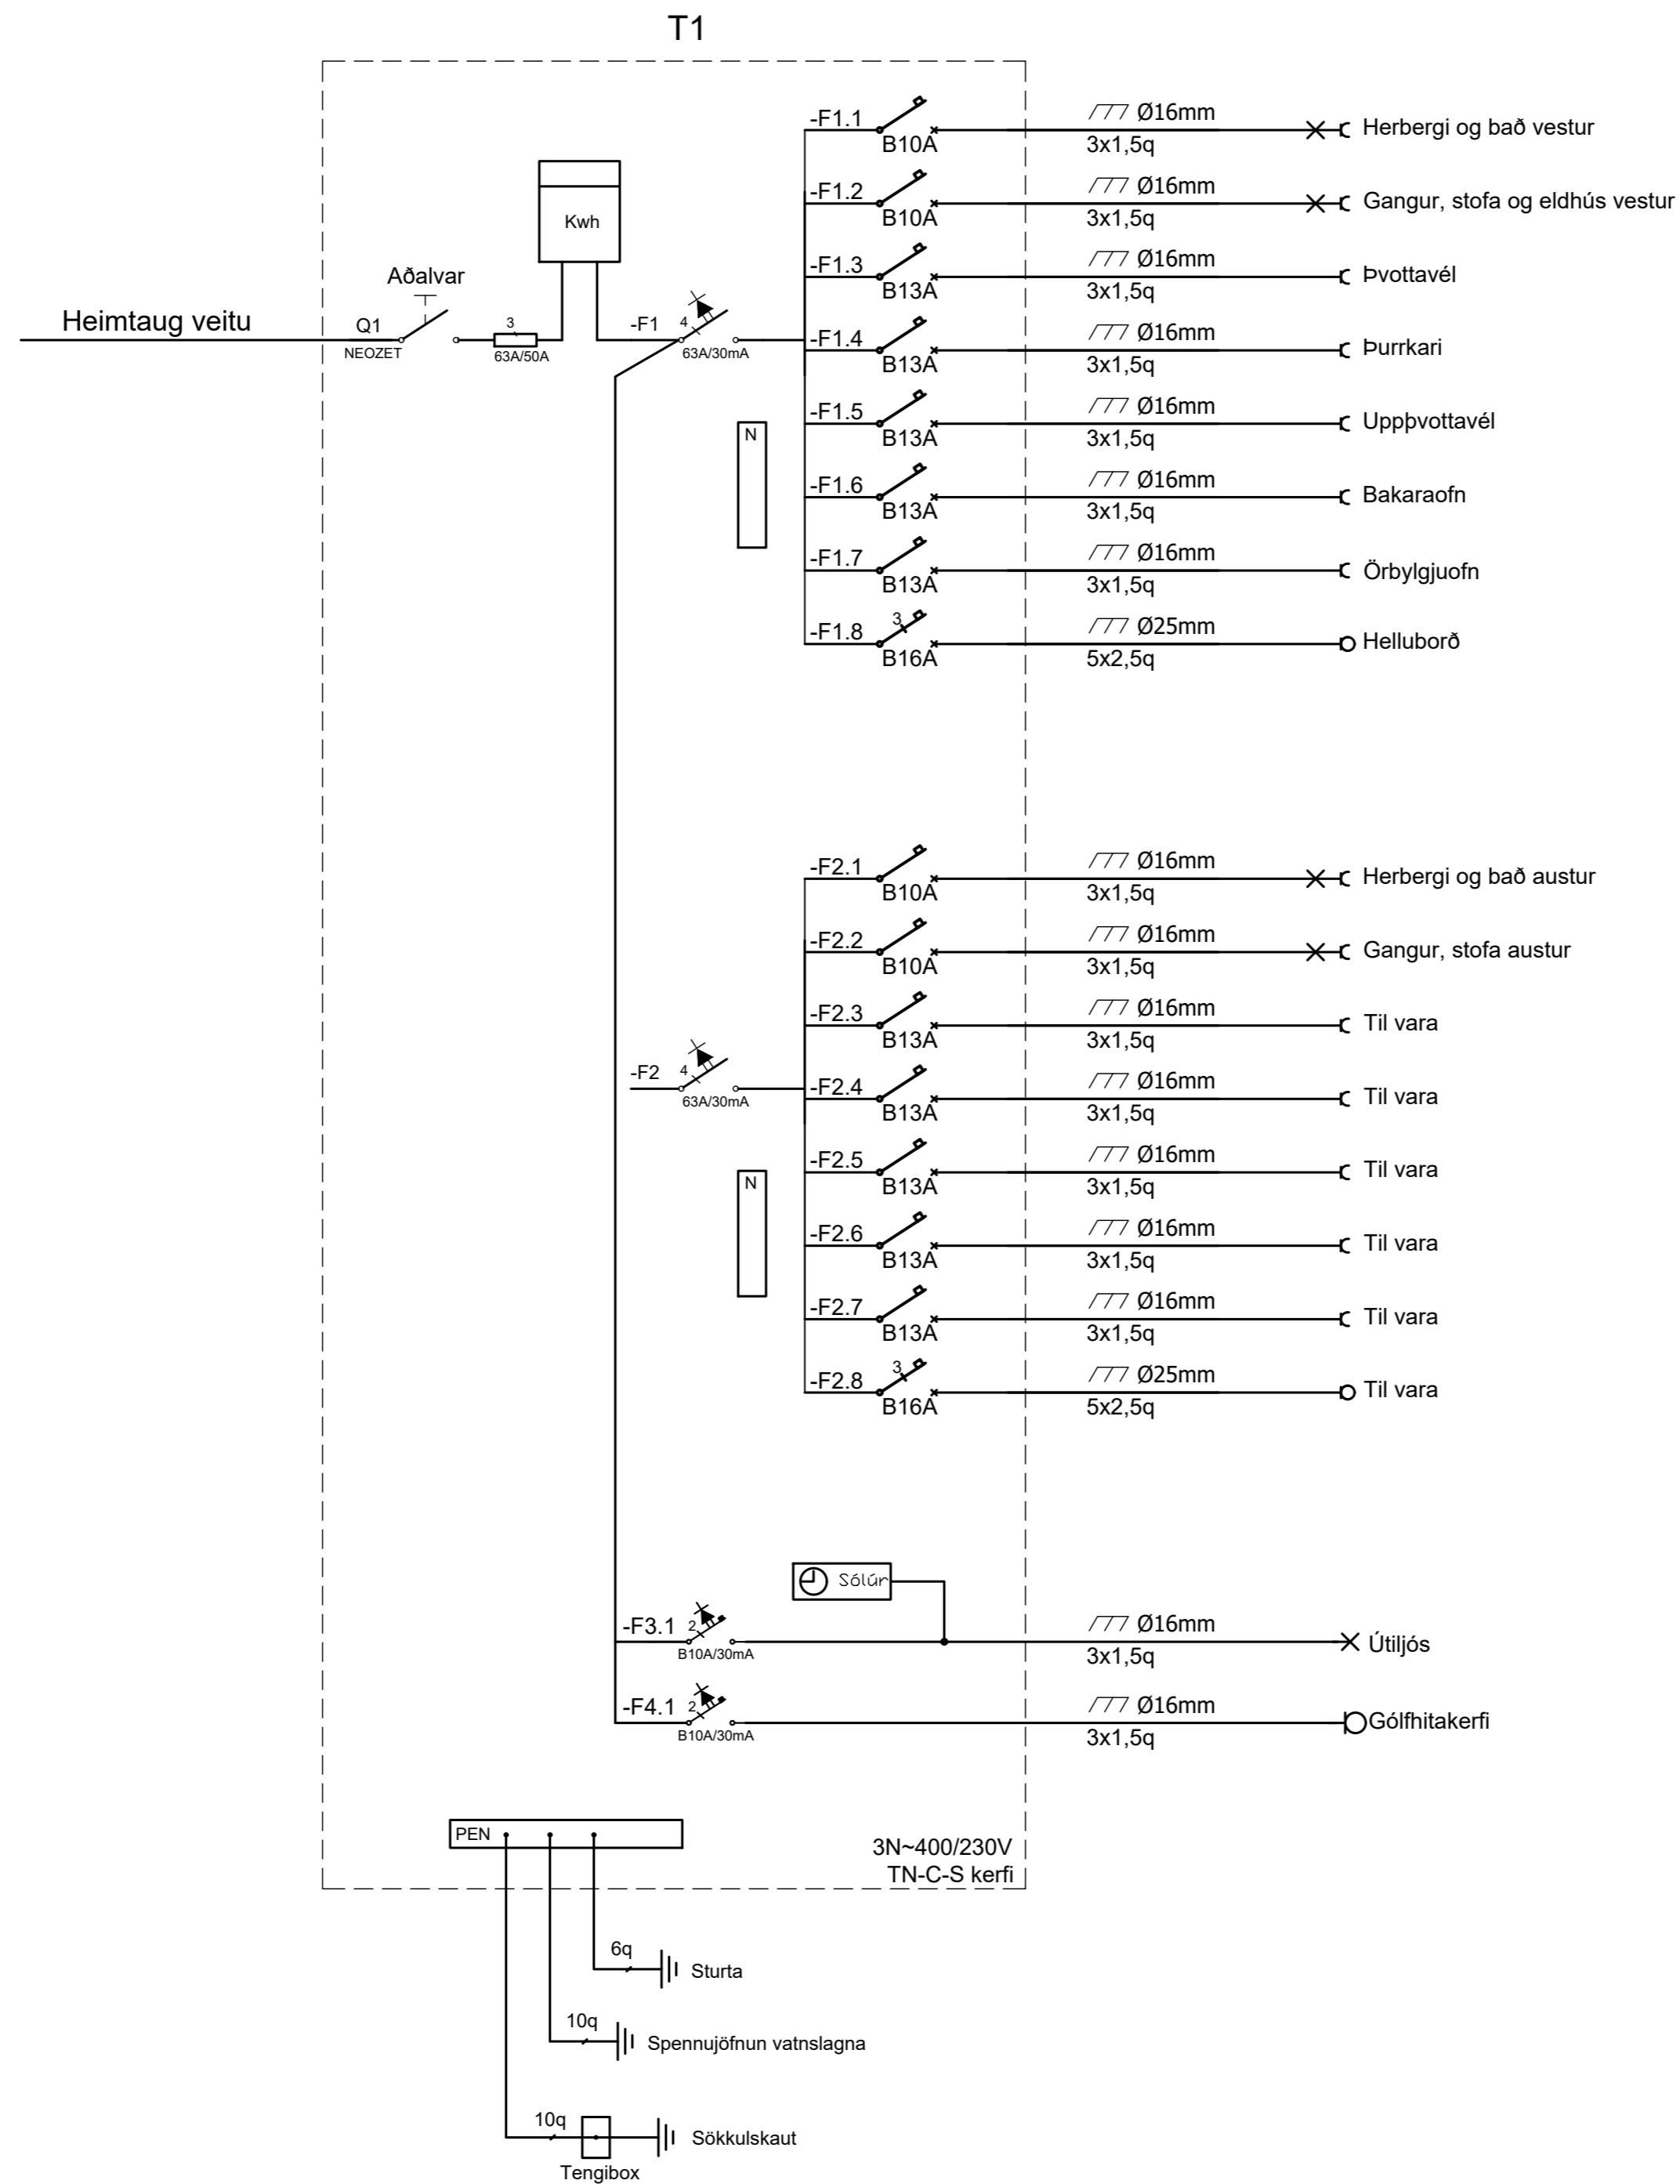 T1
-F1.1
B10A
Ø16mm
3x1,5q
Herbergi og bað vestur
-F1.2
B10A
Ø16mm
3x1,5q
Gangur, stofa og eldhús vestur
Kwh
-F1.3
B13A
Ø16mm
3x1,5q
Þvottavél
Heimtaug veitu
Aðalvar
Q1
NEOZET
3
63A/50A
-F1
4
63A/30mA
-F1.4
B13A
Ø16mm
3x1,5q
Þurrkari
-F1.5
B13A
Ø16mm
3x1,5q
Uppþvottavél
N
-F1.6
B13A
Ø16mm
3x1,5q
Bakaraofn
-F1.7
B13A
Ø16mm
3x1,5q
Örbylgjuofn
-F1.8
3
B16A
Ø25mm
5x2,5q
Helluborð
-F2.1
B10A
Ø16mm
3x1,5q
Herbergi og bað austur
-F2.2
B10A
Ø16mm
3x1,5q
Gangur, stofa austur
-F2.3
B13A
Ø16mm
3x1,5q
Til vara
-F2
4
63A/30mA
-F2.4
B13A
Ø16mm
3x1,5q
Til vara
-F2.5
B13A
Ø16mm
3x1,5q
Til vara
N
-F2.6
B13A
Ø16mm
3x1,5q
Til vara
-F2.7
B13A
Ø16mm
3x1,5q
Til vara
-F2.8
3
B16A
Ø25mm
5x2,5q
Til vara
Sólúr
-F3.1
2
B10A/30mA
Ø16mm
3x1,5q
Útiljós
-F4.1
2
B10A/30mA
Ø16mm
3x1,5q
Gólfhitakerfi
PEN
3N~400/230V
TN-C-S kerfi
6q
Sturta
10q
Spennujöfnun vatnslagna
10q
Sökkulskaut
Tengibox